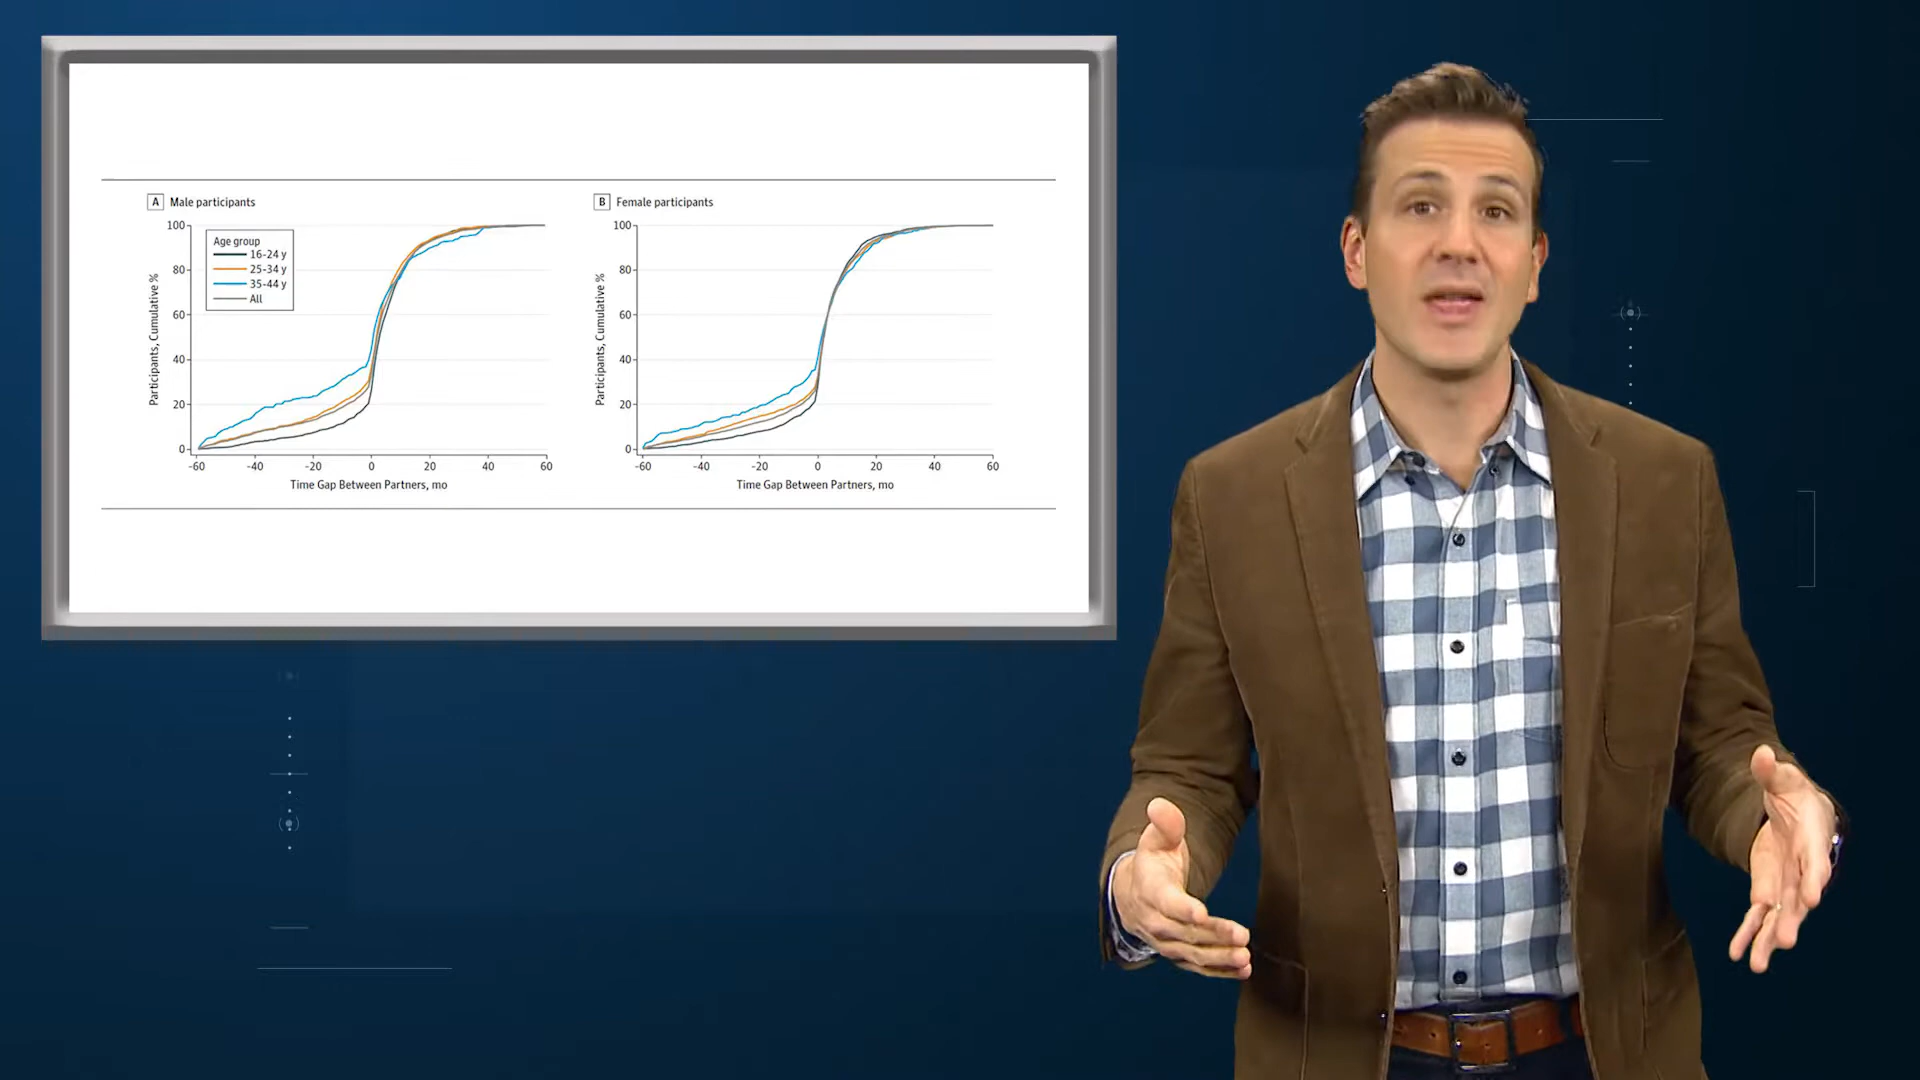 A Male participants
Participants, Cumulative %
100
80
60
40
20
0
Age group
16-24 y
25-34 y
35-44 y
All
-60 -40 -20 0 20 40 60
Time Gap Between Partners, mo
B Female participants
Participants, Cumulative %
100
80
60
40
20
0
-60 -40 -20 0 20 40 60
Time Gap Between Partners, mo